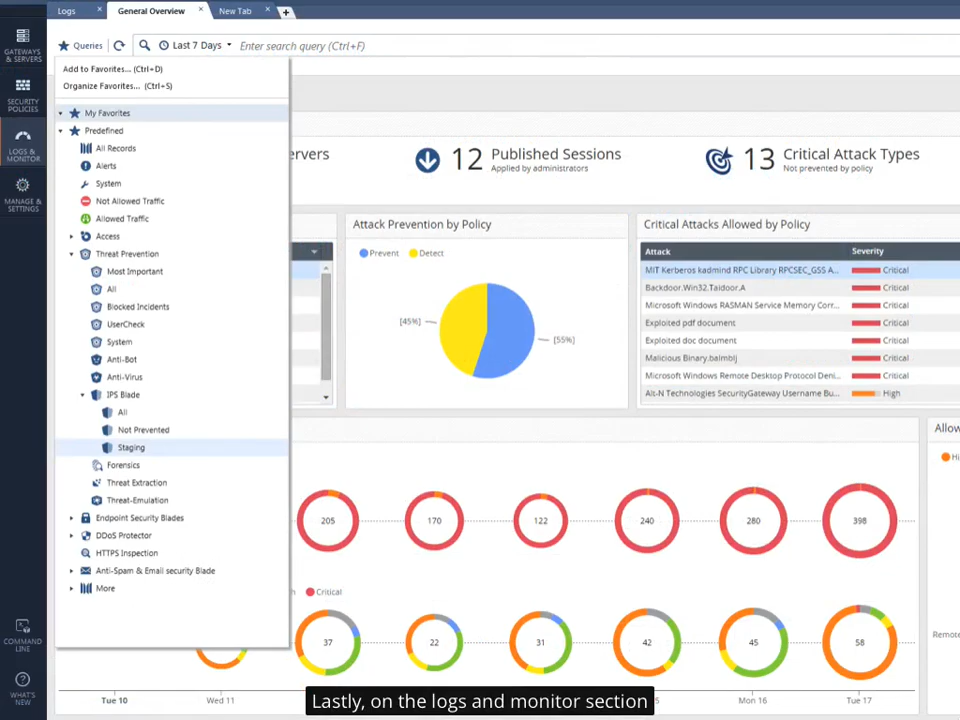 Logs
General Overview
New Tab
GATEWAYS
& SERVERS
SECURITY
POLICIES
LOGS &
MONITOR
MANAGE &
SETTINGS
COMMAND
LINE
WHAT'S
NEW
Queries
Last 7 Days
Enter search query (Ctrl+F)
Add to Favorites... (Ctrl+D)
Organize Favorites... (Ctrl+S)
My Favorites
Predefined
All Records
Alerts
System
Not Allowed Traffic
Allowed Traffic
Access
Threat Prevention
Most Important
All
Blocked Incidents
UserCheck
System
Anti-Bot
Anti-Virus
IPS Blade
All
Not Prevented
Staging
Forensics
Threat Extraction
Threat-Emulation
Endpoint Security Blades
DDoS Protector
HTTPS Inspection
Anti-Spam & Email security Blade
More
ervers
12 Published Sessions
Applied by administrators
13 Critical Attack Types
Not prevented by policy
Attack Prevention by Policy
Prevent Detect
[45%]
[55%]
Critical Attacks Allowed by Policy
Attack Severity
MIT Kerberos kadmind RPC Library RPCSEC_GSS A... Critical
Backdoor.Win32.Taidoor.A Critical
Microsoft Windows RASMAN Service Memory Corr... Critical
Exploited pdf document Critical
Exploited doc document Critical
Malicious Binary.baimblj Critical
Microsoft Windows Remote Desktop Protocol Deni... Critical
Alt-N Technologies SecurityGateway Username Bu... High
Allow
Hi
205 170 122 240 280 398
h Critical
37 22 31 42 45 58
Remote
Tue 10 Wed 11 Mon 16 Tue 17
Lastly, on the logs and monitor section